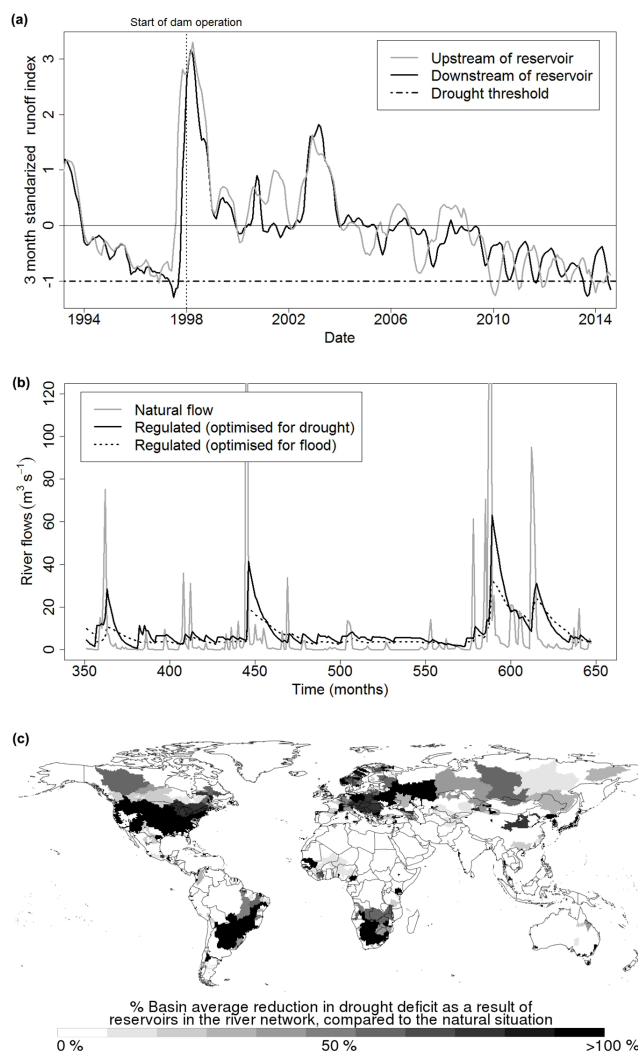 (a)
Start of dam operation
3 month standarized runoff index
3
2
1
0
-1
Upstream of reservoir
Downstream of reservoir
Drought threshold
1994
1998
2002
2006
2010
2014
Date
(b)
River flows (m³ s⁻¹)
120
100
80
60
40
20
0
Natural flow
Regulated (optimised for drought)
Regulated (optimised for flood)
350
400
450
500
550
600
650
Time (months)
(c)
% Basin average reduction in drought deficit as a result of
reservoirs in the river network, compared to the natural situation
0 %
50 %
>100 %